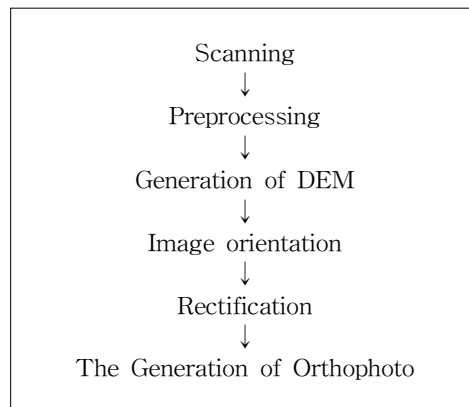 Scanning
↓
Preprocessing
↓
Generation of DEM
↓
Image orientation
↓
Rectification
↓
The Generation of Orthophoto